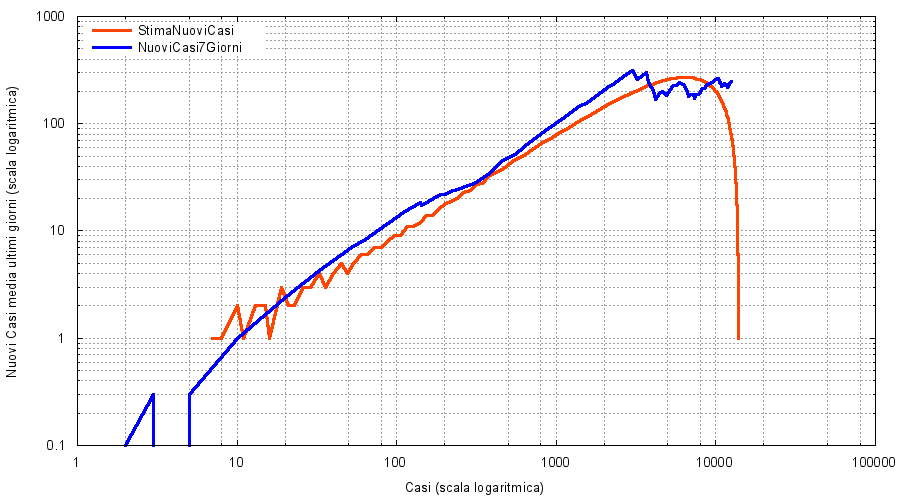 1000
StimaNuoviCasi
NuoviCasi7Giorni
100
10
1
0.1
Nuovi Casi media ultimi giorni (scala logaritmica)
1
10
100
1000
10000
100000
Casi (scala logaritmica)